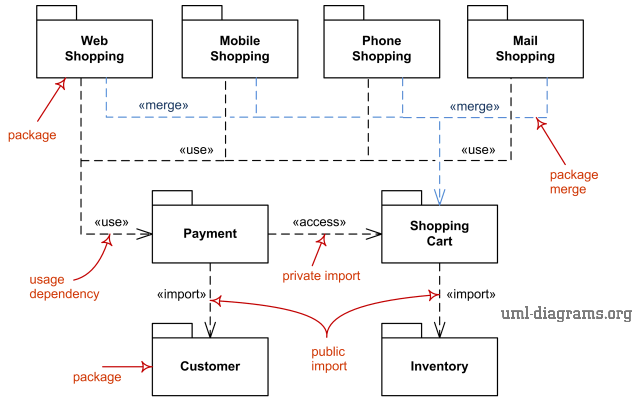 Web
Shopping
Mobile
Shopping
Phone
Shopping
Mail
Shopping
«merge»
«merge»
package
«use»
«use»
package
merge
«use»
Payment
«access»
Shopping
Cart
usage
dependency
private import
«import»
«import»
uml-diagrams.org
public
import
package
Customer
Inventory